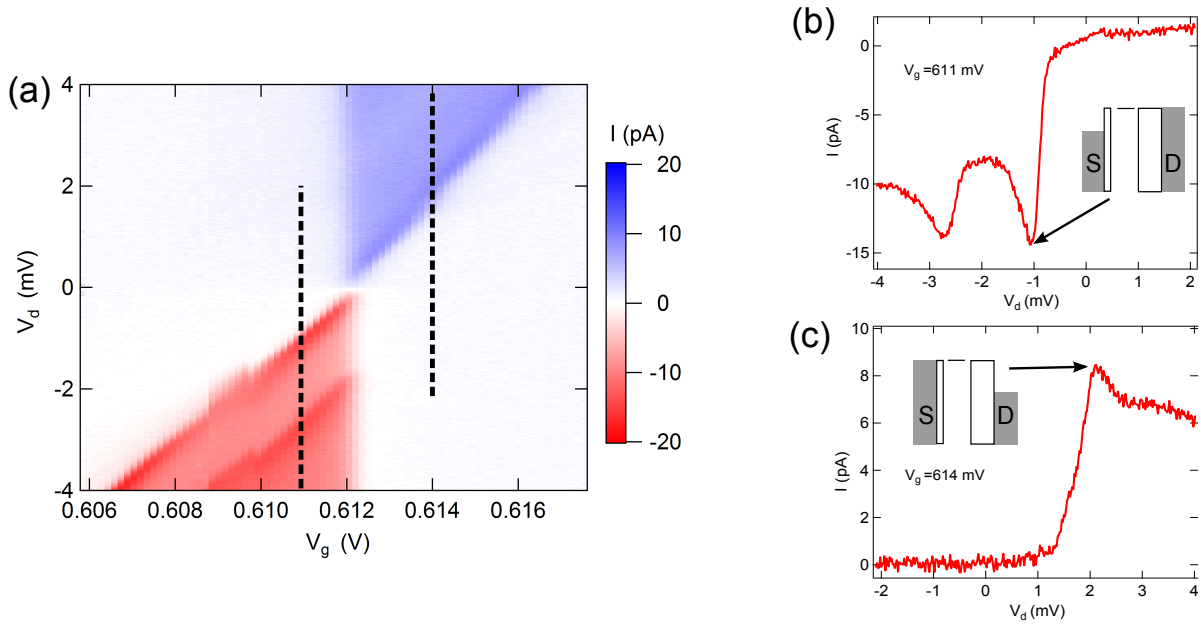 (a)
4
2
0
-2
-4
V_d (mV)
0.606 0.608 0.610 0.612 0.614 0.616
V_g (V)
I (pA)
20
10
0
-10
-20
(b)
0
-5
-10
-15
I (pA)
V_g =611 mV
S D
-4 -3 -2 -1 0 1 2
V_d (mV)
(c)
10
8
6
4
2
0
I (pA)
S D
V_g =614 mV
-2 -1 0 1 2 3 4
V_d (mV)